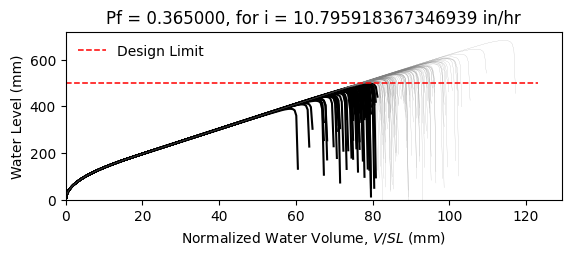 Pf = 0.365000, for i = 10.795918367346939 in/hr
Design Limit
Water Level (mm)
600
400
200
0
0 20 40 60 80 100 120
Normalized Water Volume, V/SL (mm)